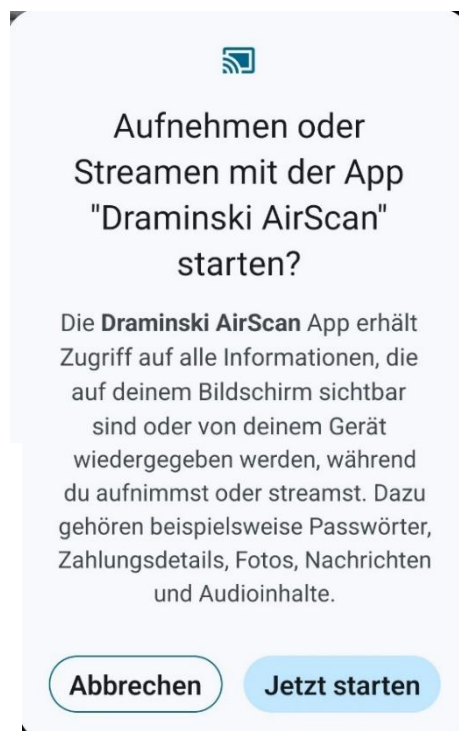 Aufnehmen oder
Streamen mit der App
"Draminski AirScan"
starten?
Die Draminski AirScan App erhält
Zugriff auf alle Informationen, die
auf deinem Bildschirm sichtbar
sind oder von deinem Gerät
wiedergegeben werden, während
du aufnimmst oder streamst. Dazu
gehören beispielsweise Passwörter,
Zahlungsdetails, Fotos, Nachrichten
und Audioinhalte.
Abbrechen Jetzt starten